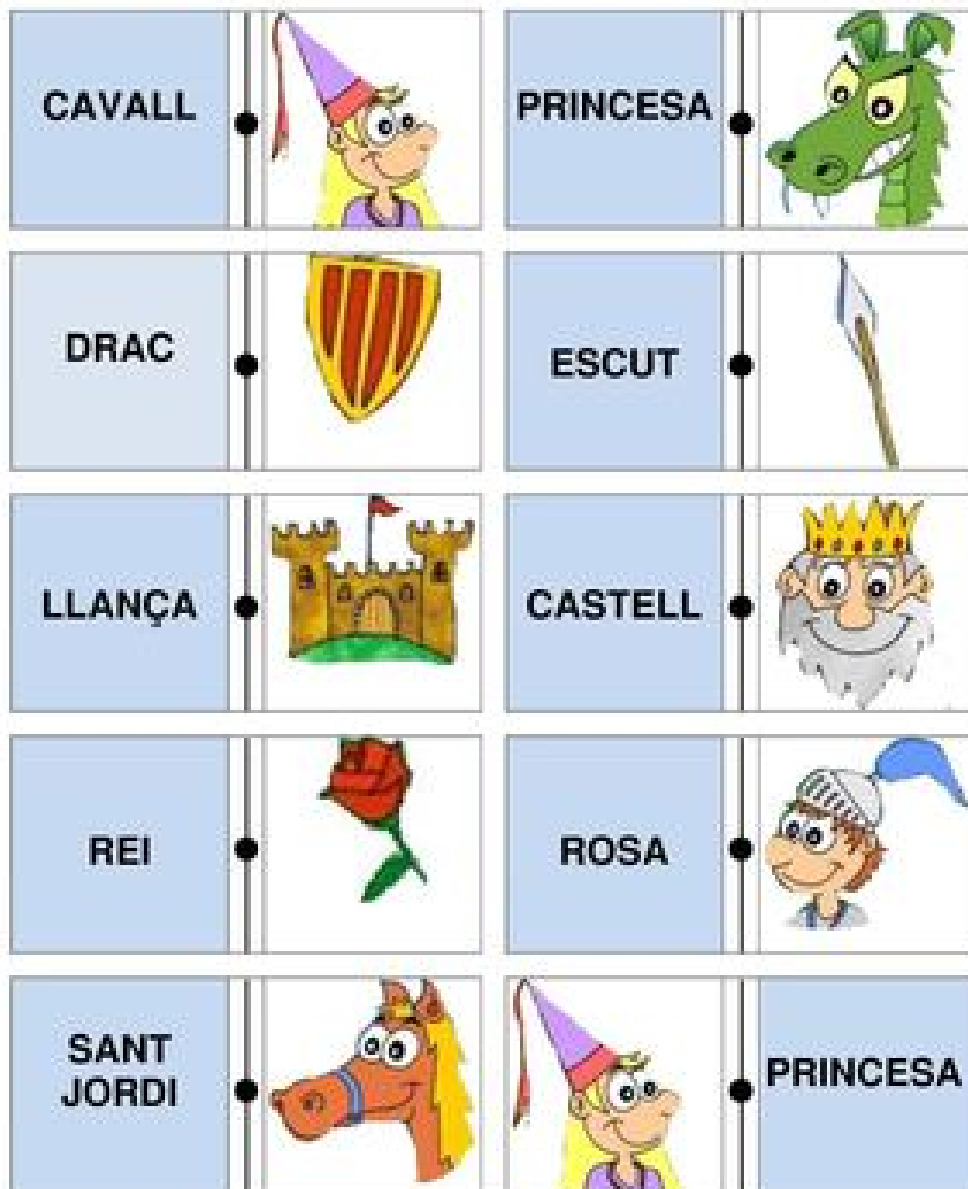 CAVALL
PRINCESA
DRAC
ESCUT
LLANÇA
CASTELL
REI
ROSA
SANT
JORDI
PRINCESA